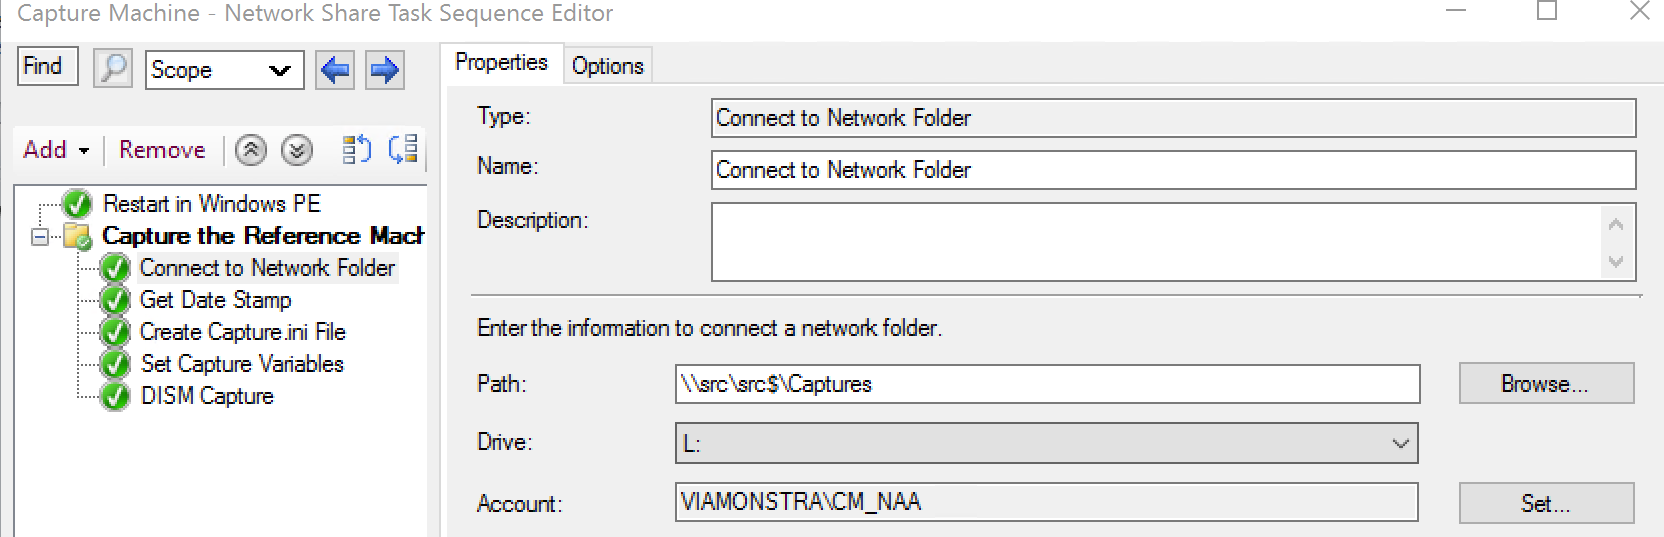 Capture Machine - Network Share Task Sequence Editor
Find
Scope
Add
Remove
Restart in Windows PE
Capture the Reference Mach
Connect to Network Folder
Get Date Stamp
Create Capture.ini File
Set Capture Variables
DISM Capture
Properties
Options
Type:
Connect to Network Folder
Name:
Connect to Network Folder
Description:
Enter the information to connect a network folder.
Path:
\\src\src$\Captures
Browse...
Drive:
L:
Account:
VIAMONSTRA\CM_NAA
Set...